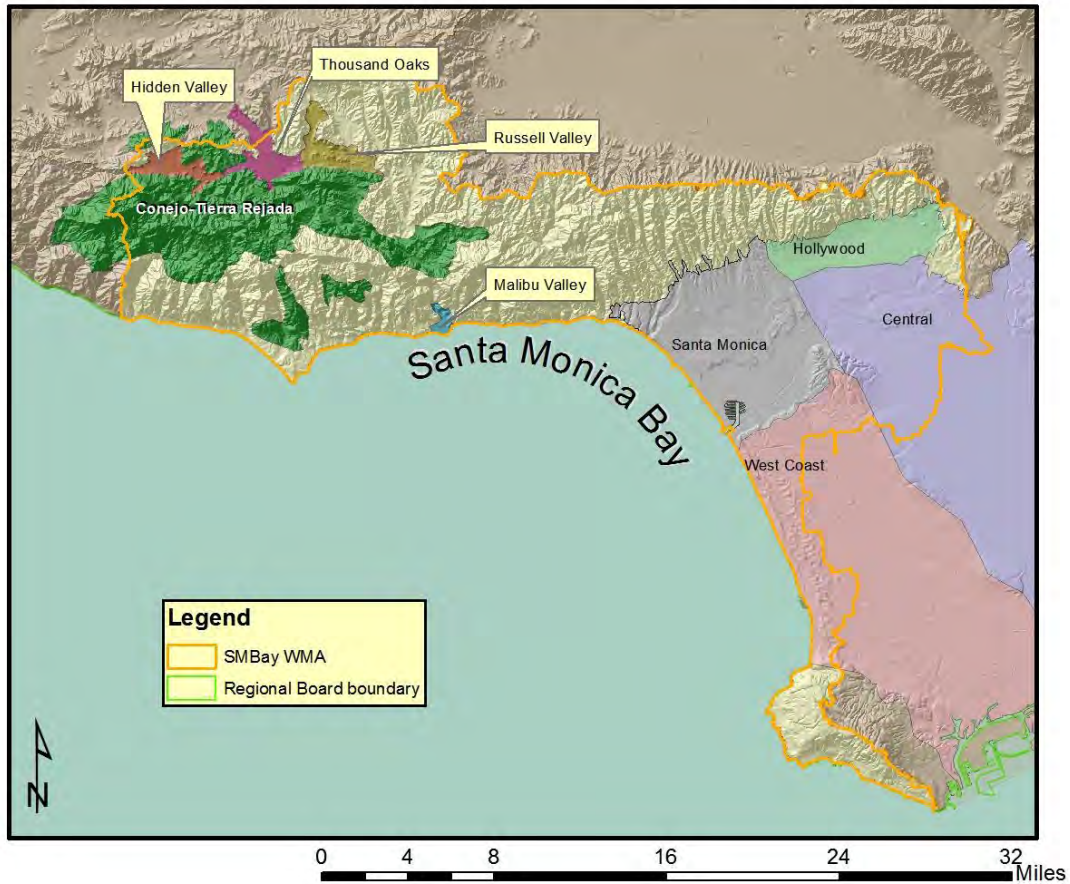 Thousand Oaks
Hidden Valley
Russell Valley
Conejo-Tierra Rejada
Hollywood
Malibu Valley
Central
Santa Monica
Santa Monica Bay
West Coast
Legend
SMBay WMA
Regional Board boundary
N
0 4 8 16 24 32
Miles